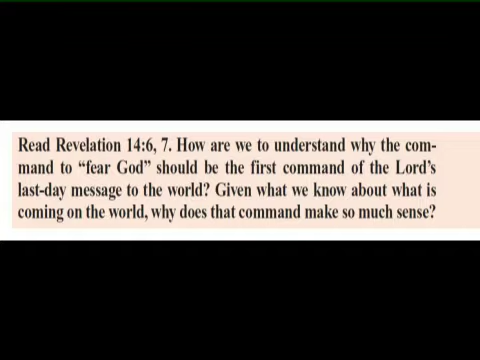 Read Revelation 14:6, 7. How are we to understand why the com-
mand to “fear God” should be the first command of the Lord’s
last-day message to the world? Given what we know about what is
coming on the world, why does that command make so much sense?